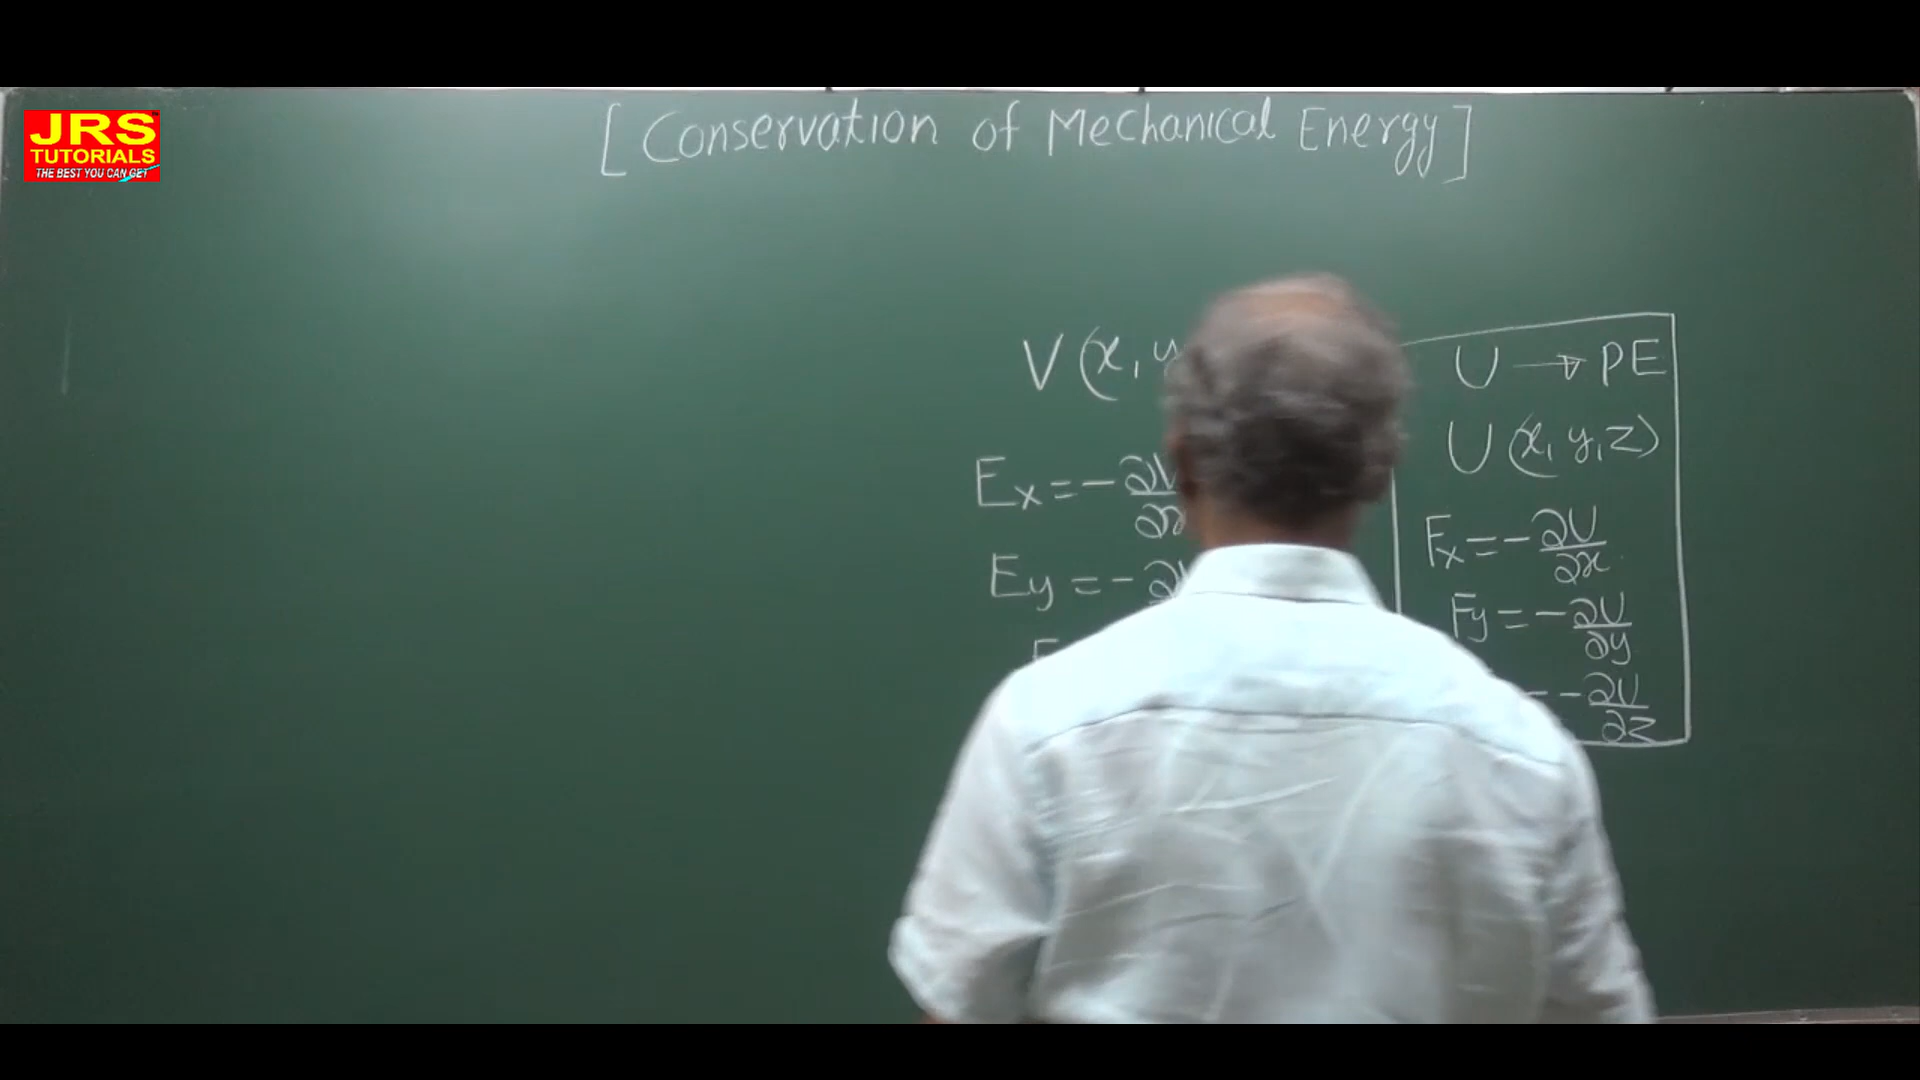 JRS
TUTORIALS
THE BEST YOU CAN GET
[Conservation of Mechanical Energy]
V(x, y
Ex = - ∂V/∂x
Ey = - ∂
U → PE
U(x, y, z)
Fx = - ∂U/∂x
Fy = - ∂U/∂y
= - ∂U/∂z